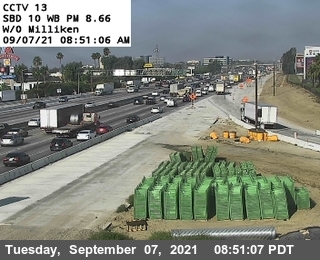 CCTV 13
SBD 10 WB PM 8.66
W/O Milliken
09/07/21 08:51:06 AM
Tuesday, September 07, 2021 08:51:07 PDT